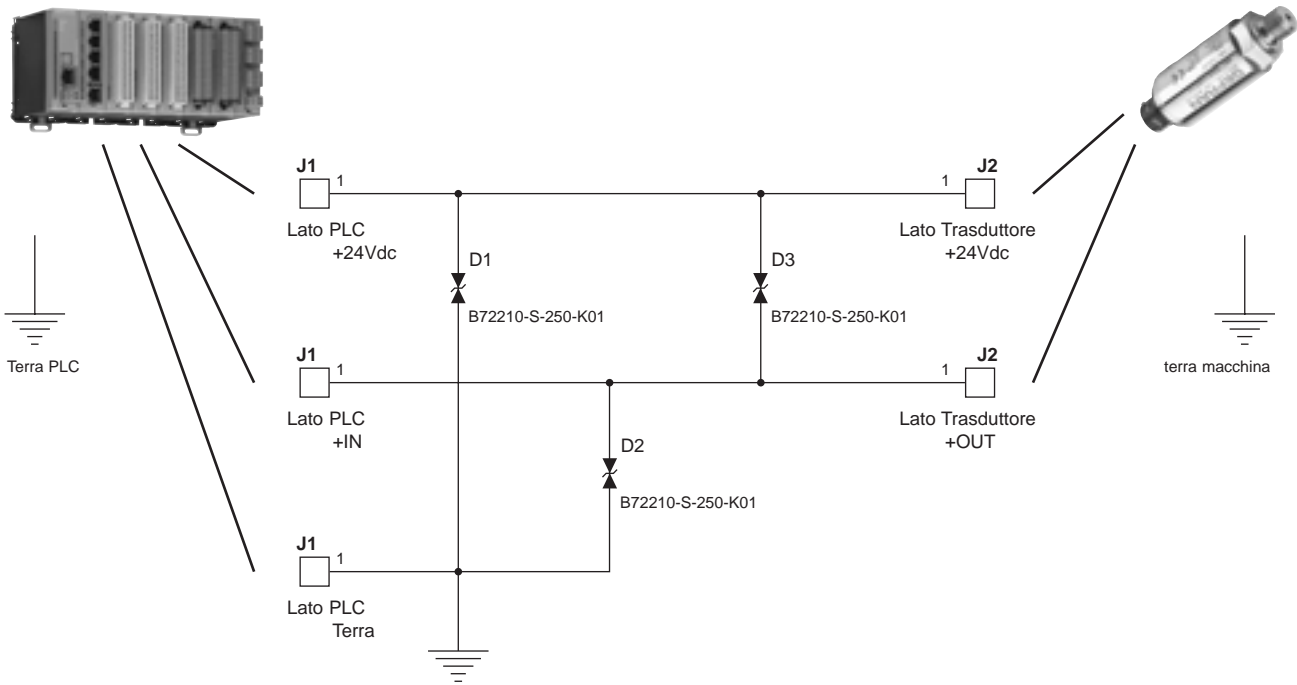 J1
1
Lato PLC
+24Vdc
1
J2
Lato Trasduttore
+24Vdc
D1
B72210-S-250-K01
D3
B72210-S-250-K01
Terra PLC
terra macchina
J1
1
Lato PLC
+IN
1
J2
Lato Trasduttore
+OUT
D2
B72210-S-250-K01
J1
1
Lato PLC
Terra